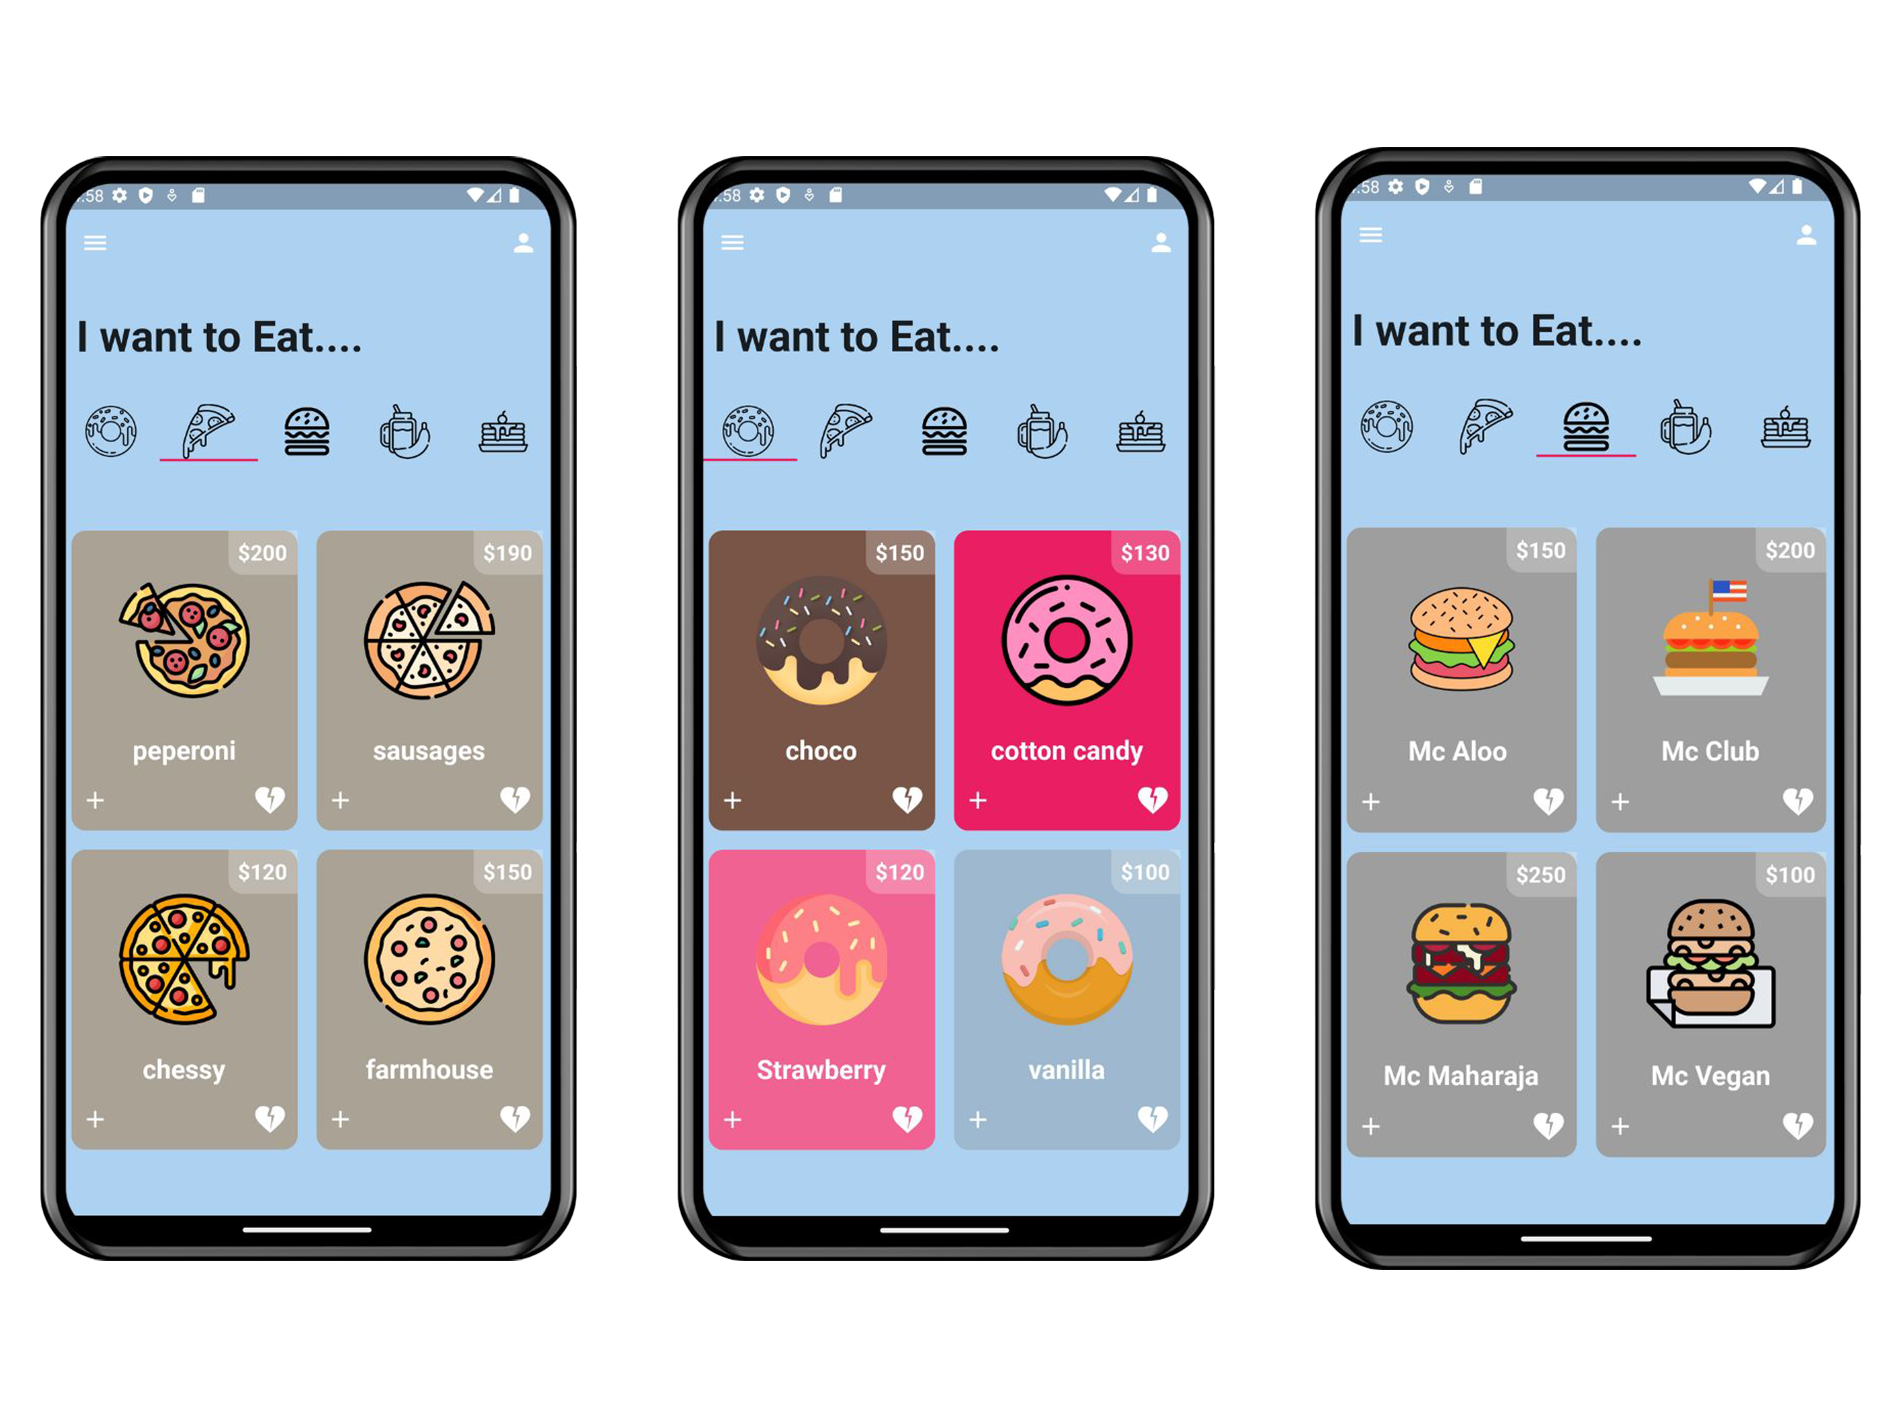 :58
I want to Eat....
$200
$190
peperoni
sausages
$120
$150
chessy
farmhouse
:58
I want to Eat....
$150
$130
choco
cotton candy
$120
$100
Strawberry
vanilla
:58
I want to Eat....
$150
$200
Mc Aloo
Mc Club
$250
$100
Mc Maharaja
Mc Vegan